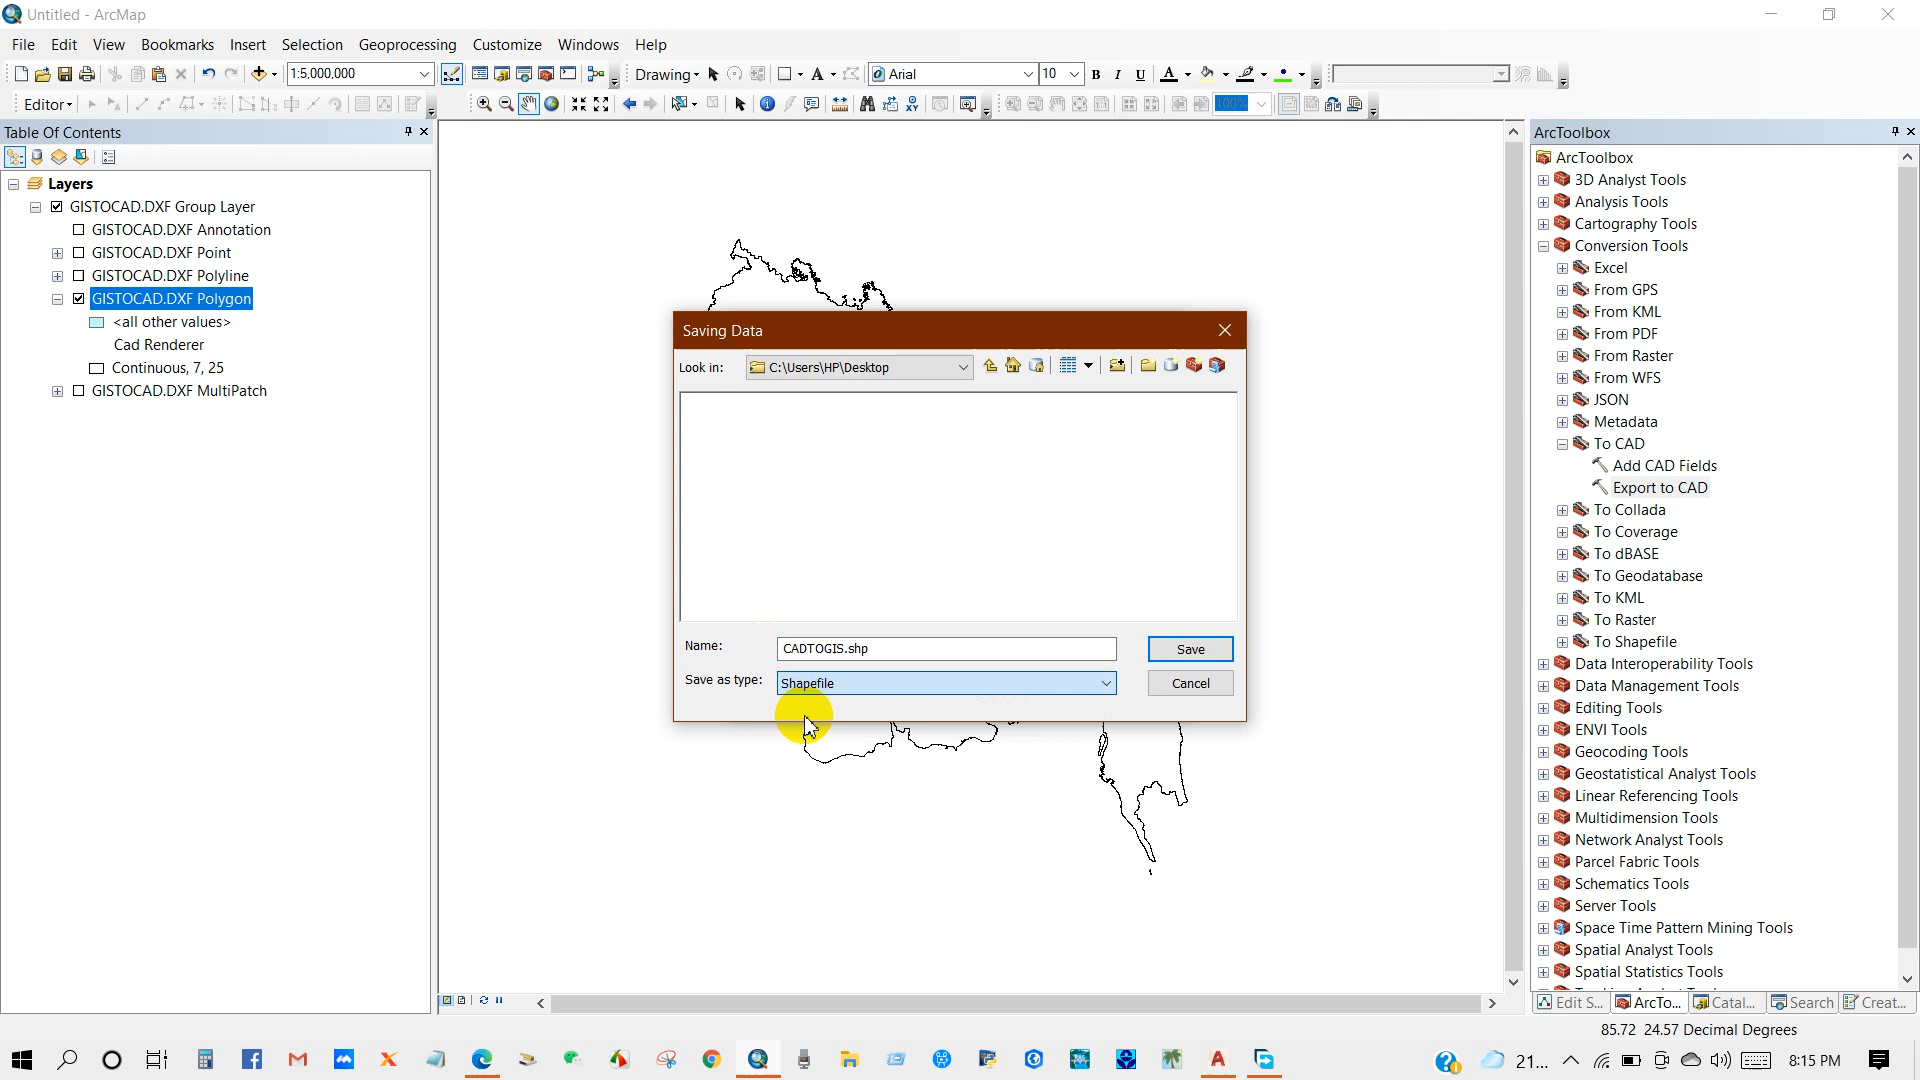 Untitled - ArcMap
File Edit View Bookmarks Insert Selection Geoprocessing Customize Windows Help
1:5,000,000 Drawing Arial 10 B I U A
Editor 100%
Table Of Contents
Layers
GISTOCAD.DXF Group Layer
GISTOCAD.DXF Annotation
GISTOCAD.DXF Point
GISTOCAD.DXF Polyline
GISTOCAD.DXF Polygon
<all other values>
Cad Renderer
Continuous, 7, 25
GISTOCAD.DXF MultiPatch
Saving Data
Look in: C:\Users\HP\Desktop
Name: CADTOGIS.shp Save
Save as type: Shapefile Cancel
ArcToolbox
ArcToolbox
3D Analyst Tools
Analysis Tools
Cartography Tools
Conversion Tools
Excel
From GPS
From KML
From PDF
From Raster
From WFS
JSON
Metadata
To CAD
Add CAD Fields
Export to CAD
To Collada
To Coverage
To dBASE
To Geodatabase
To KML
To Raster
To Shapefile
Data Interoperability Tools
Data Management Tools
Editing Tools
ENVI Tools
Geocoding Tools
Geostatistical Analyst Tools
Linear Referencing Tools
Multidimension Tools
Network Analyst Tools
Parcel Fabric Tools
Schematics Tools
Server Tools
Space Time Pattern Mining Tools
Spatial Analyst Tools
Spatial Statistics Tools
Edit S... ArcTo... Catal... Search Creat...
85.72 24.57 Decimal Degrees
21... 8:15 PM